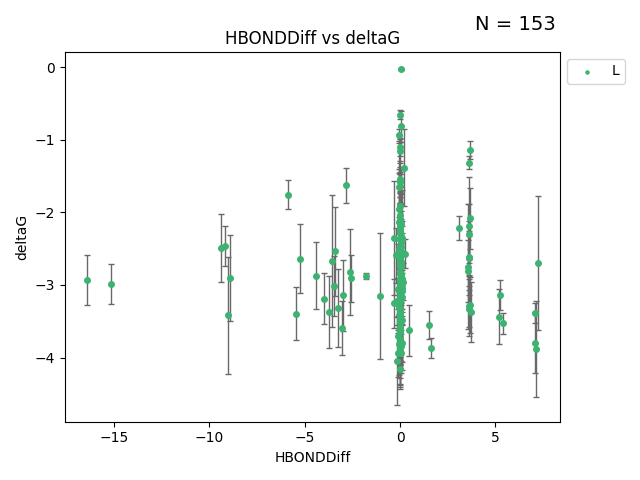 N = 153
HBONDDiff vs deltaG
L
deltaG
0
−1
−2
−3
−4
−15
−10
−5
0
5
HBONDDiff